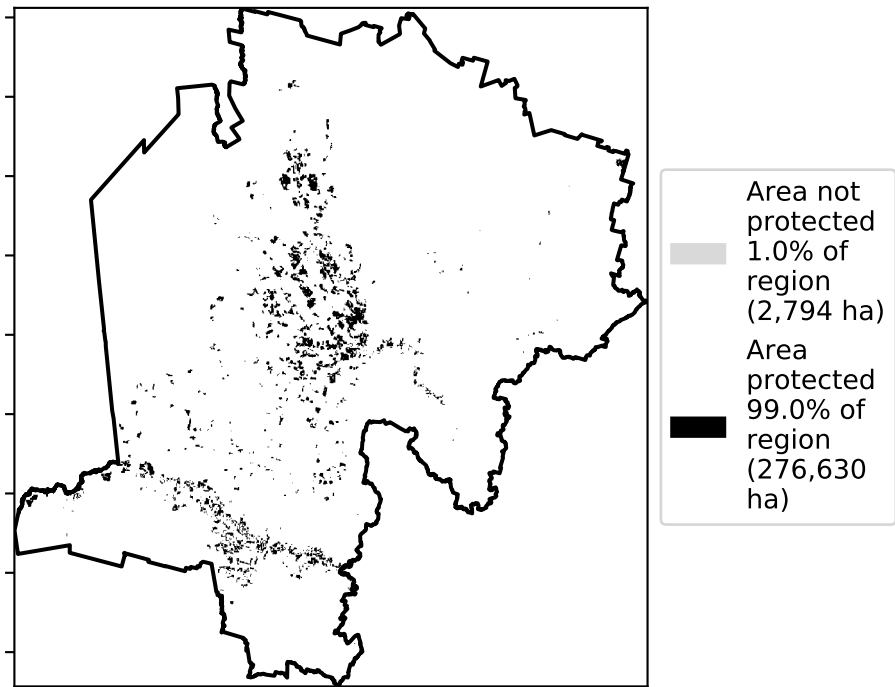 Area not
protected
1.0% of
region
(2,794 ha)
Area
protected
99.0% of
region
(276,630
ha)